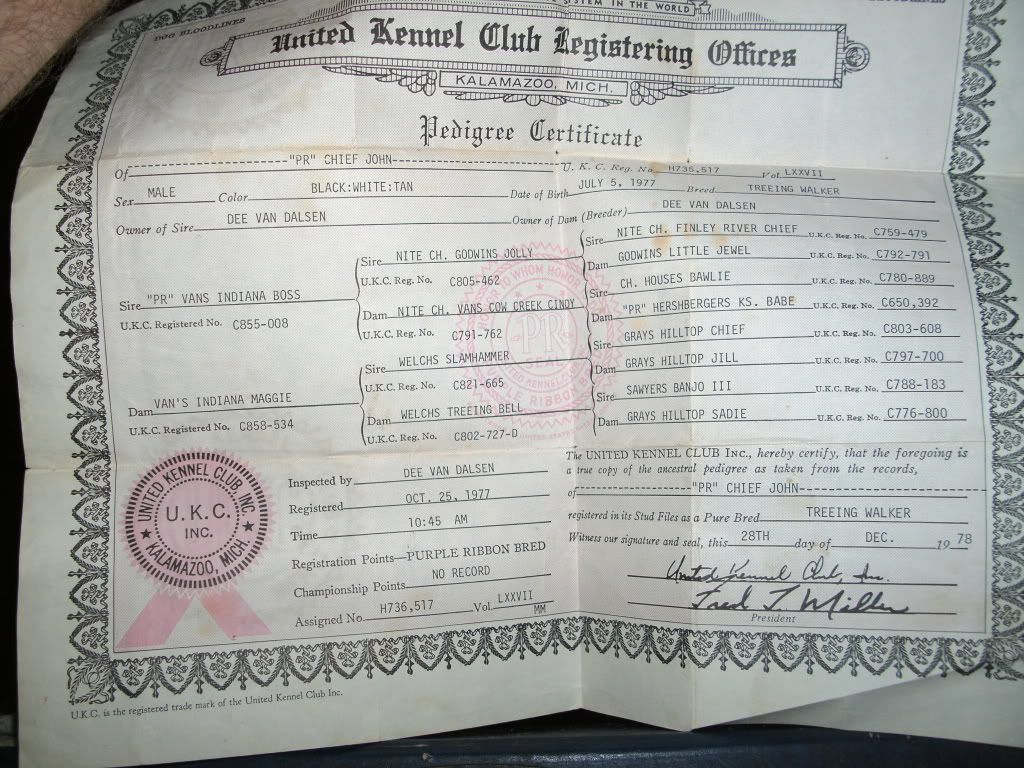 SYSTEM IN THE WORLD
DOG BLOODLINES
United Kennel Club Registering Offices
KALAMAZOO, MICH.
Pedigree Certificate
Of "PR" CHIEF JOHN U. K. C. Reg. No. H736,517 Vol. LXXVII
Sex MALE Color BLACK:WHITE:TAN Date of Birth JULY 5, 1977 Breed TREEING WALKER
Owner of Sire DEE VAN DALSEN Owner of Dam (Breeder) DEE VAN DALSEN
Sire NITE CH. FINLEY RIVER CHIEF U.K.C. Reg. No. C759-479
Sire NITE CH. GODWINS JOLLY
Dam GODWINS LITTLE JEWEL U.K.C. Reg. No. C792-791
U.K.C. Reg. No. C805-462
Sire CH. HOUSES BAWLIE U.K.C. Reg. No. C780-889
Sire "PR" VANS INDIANA BOSS
Dam NITE CH. VANS COW CREEK CINDY
Dam "PR" HERSHBERGERS KS. BABE U.K.C. Reg. No. C650,392
U.K.C. Registered No. C855-008
U.K.C. Reg. No. C791-762
Sire GRAYS HILLTOP CHIEF U.K.C. Reg. No. C803-608
Sire WELCHS SLAMHAMMER
Dam GRAYS HILLTOP JILL U.K.C. Reg. No. C797-700
U.K.C. Reg. No. C821-665
Sire SAWYERS BANJO III U.K.C. Reg. No. C788-183
Dam VAN'S INDIANA MAGGIE
Dam WELCHS TREEING BELL
Dam GRAYS HILLTOP SADIE U.K.C. Reg. No. C776-800
U.K.C. Registered No. C858-534
U.K.C. Reg. No. C802-727-D
TO WHOM HONOR
"PR"
SEAL
UNITED KENNEL
RIBBON
UNITED KENNEL CLUB, INC.
U.K.C.
INC.
KALAMAZOO, MICH.
Inspected by DEE VAN DALSEN
Registered OCT. 25, 1977
Time 10:45 AM
Registration Points—PURPLE RIBBON BRED
Championship Points NO RECORD
Assigned No. H736,517 Vol. LXXVII
MM
The UNITED KENNEL CLUB Inc., hereby certify, that the foregoing is
a true copy of the ancestral pedigree as taken from the records,
of "PR" CHIEF JOHN
registered in its Stud Files as a Pure Bred TREEING WALKER
Witness our signature and seal, this 28TH day of DEC. 19 78
United Kennel Club, Inc.
Fred T. Miller
President
U.K.C. is the registered trade mark of the United Kennel Club Inc.